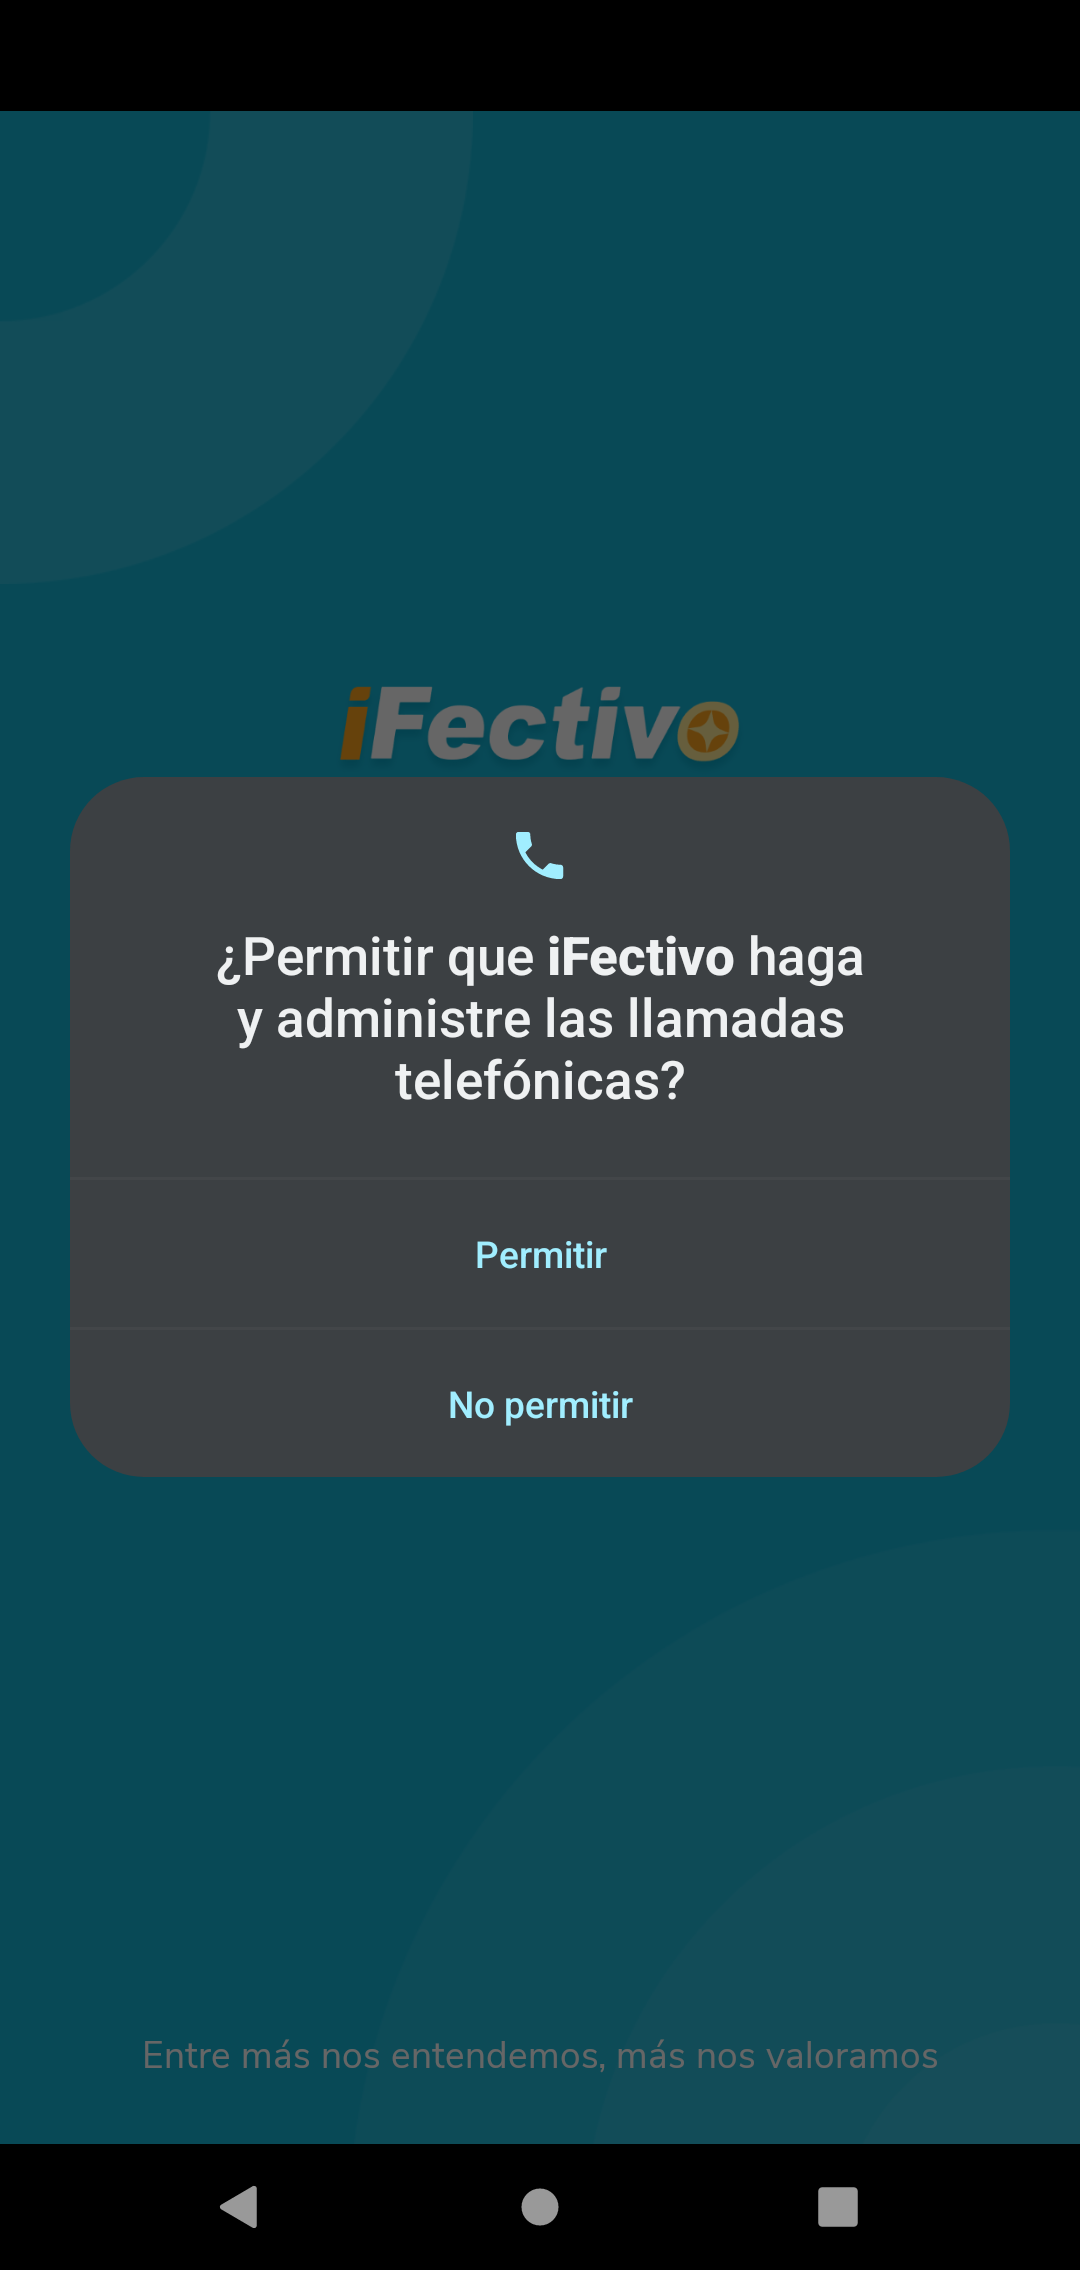 iFectivo
¿Permitir que iFectivo haga
y administre las llamadas
telefónicas?
Permitir
No permitir
Entre más nos entendemos, más nos valoramos